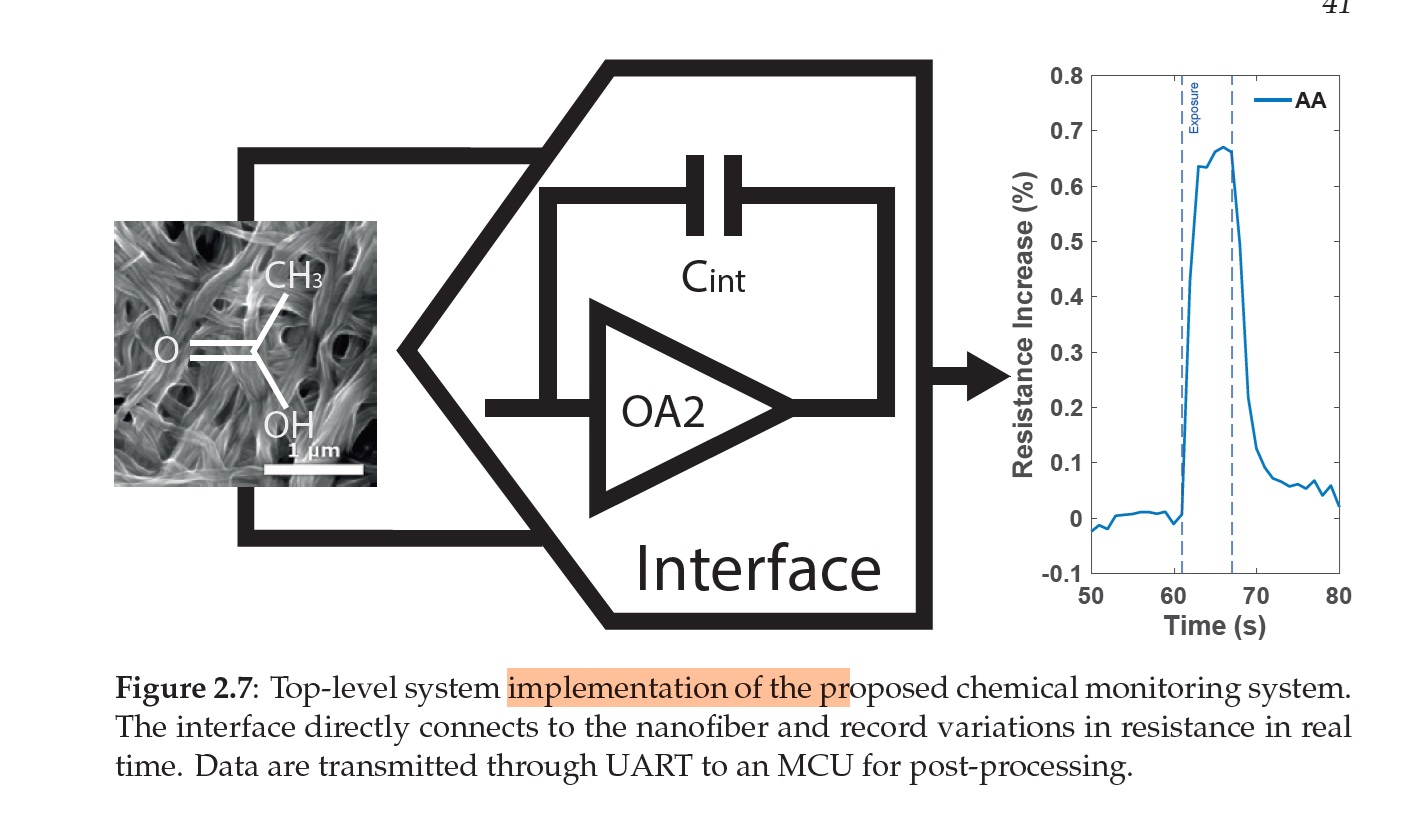 41
CH3
O
OH
1 μm
Cint
OA2
Interface
Exposure
AA
0.8
0.7
0.6
0.5
0.4
0.3
0.2
0.1
0
-0.1
50 60 70 80
Resistance Increase (%)
Time (s)
Figure 2.7: Top-level system implementation of the proposed chemical monitoring system.
The interface directly connects to the nanofiber and record variations in resistance in real
time. Data are transmitted through UART to an MCU for post-processing.